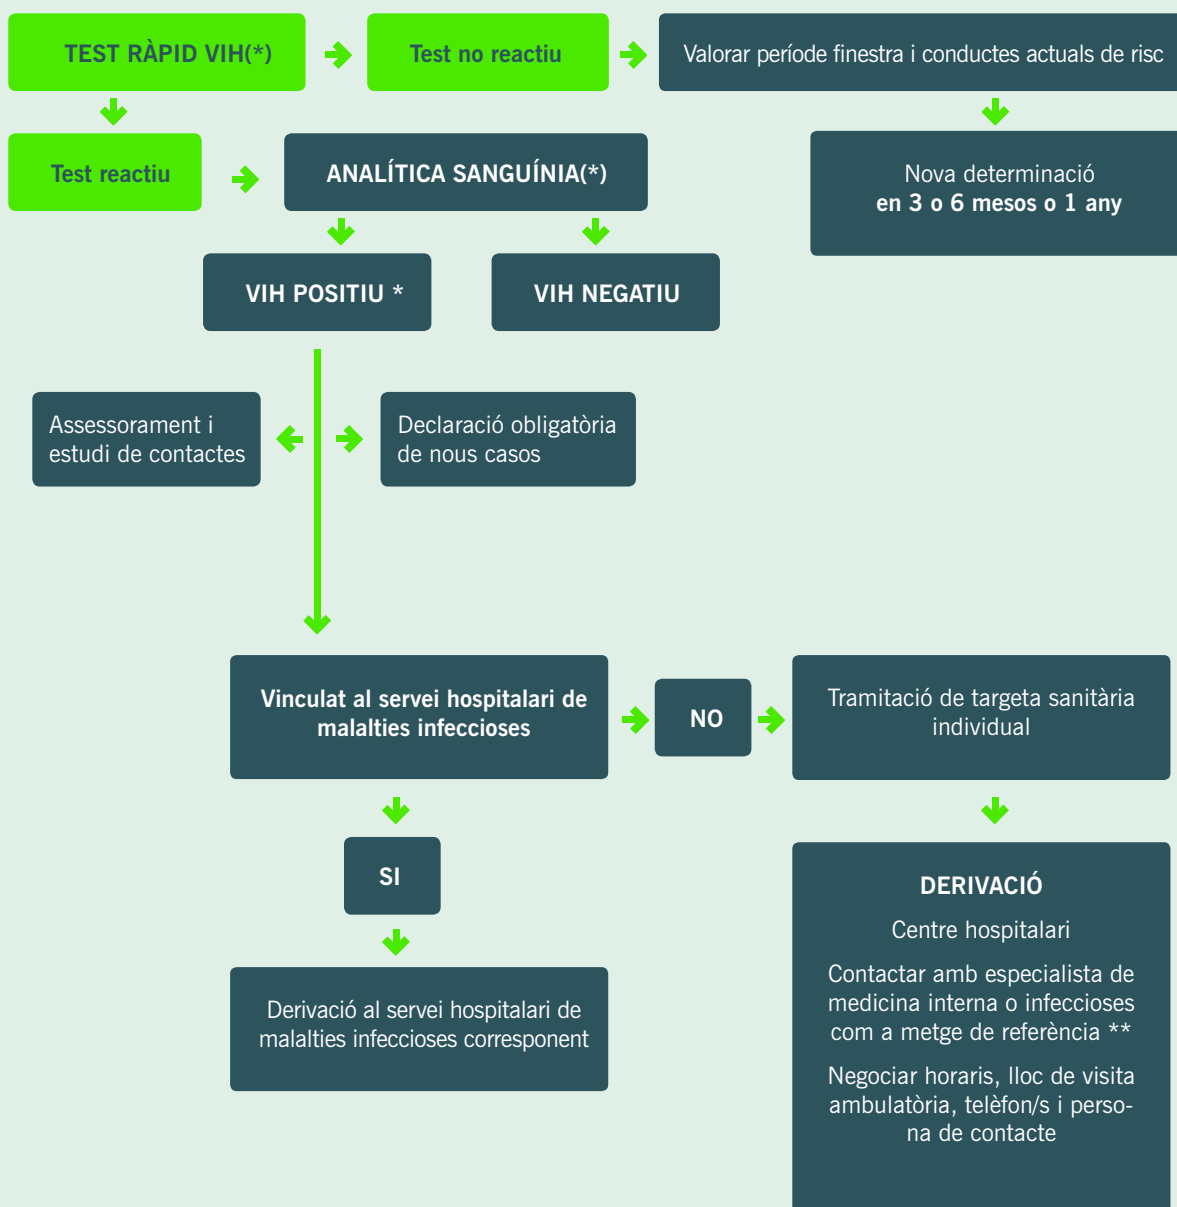 TEST RÀPID VIH(*)
Test no reactiu
Valorar període finestra i conductes actuals de risc
Test reactiu
ANALÍTICA SANGUÍNIA(*)
Nova determinació
en 3 o 6 mesos o 1 any
VIH POSITIU *
VIH NEGATIU
Assessorament i
estudi de contactes
Declaració obligatòria
de nous casos
Vinculat al servei hospitalari de
malalties infeccioses
NO
Tramitació de targeta sanitària
individual
SI
Derivació al servei hospitalari de
malalties infeccioses corresponent
DERIVACIÓ
Centre hospitalari
Contactar amb especialista de
medicina interna o infeccioses
com a metge de referència **
Negociar horaris, lloc de visita
ambulatòria, telèfon/s i perso-
na de contacte